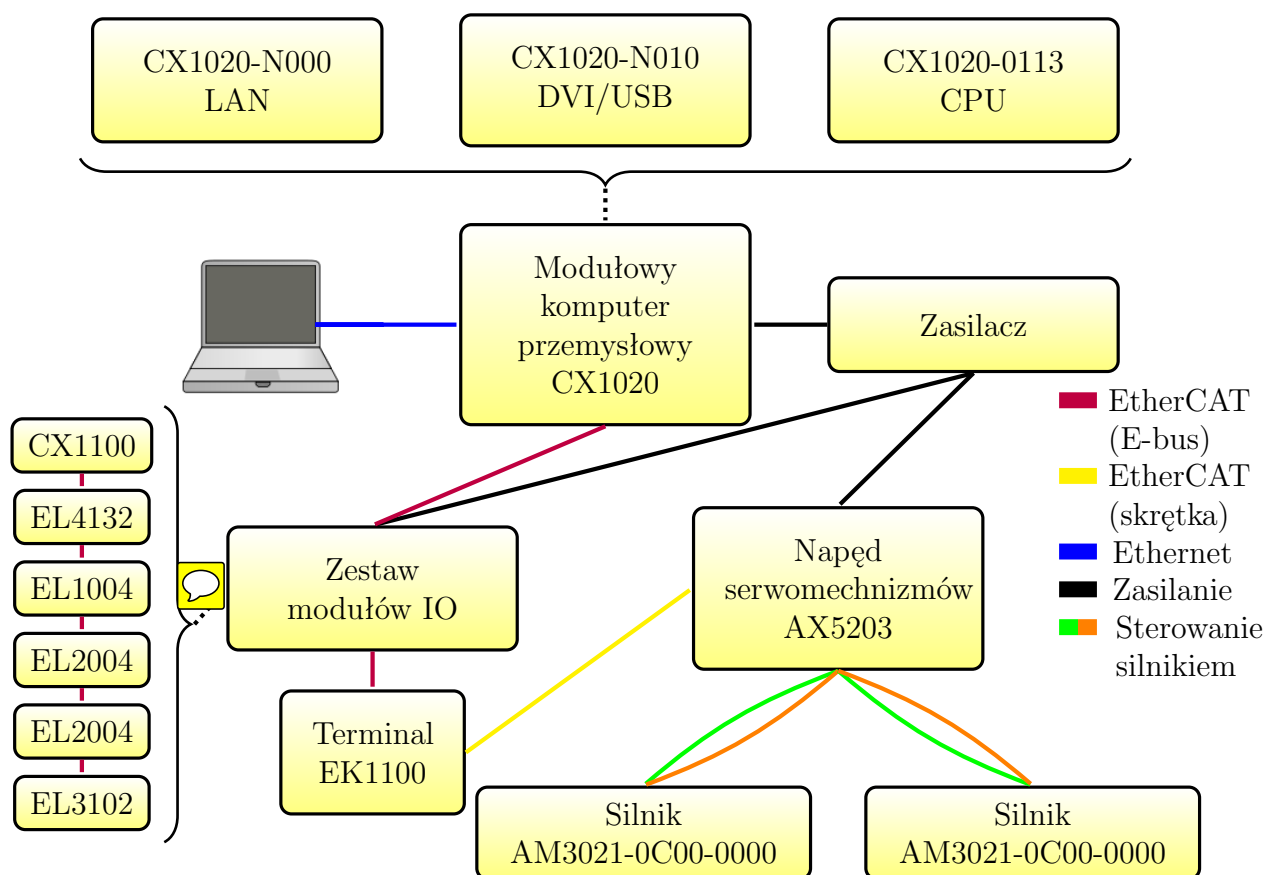 CX1020-N000
LAN
CX1020-N010
DVI/USB
CX1020-0113
CPU
Modułowy
komputer
przemysłowy
CX1020
Zasilacz
EtherCAT
(E-bus)
EtherCAT
(skrętka)
Ethernet
Zasilanie
Sterowanie
silnikiem
CX1100
EL4132
EL1004
EL2004
EL2004
EL3102
Zestaw
modułów IO
Napęd
serwomechnizmów
AX5203
Terminal
EK1100
Silnik
AM3021-0C00-0000
Silnik
AM3021-0C00-0000